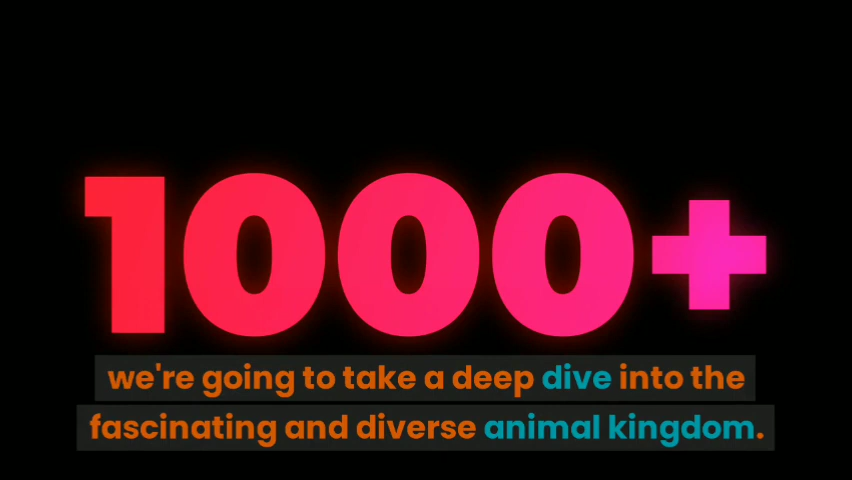 1000+
we're going to take a deep dive into the
fascinating and diverse animal kingdom.